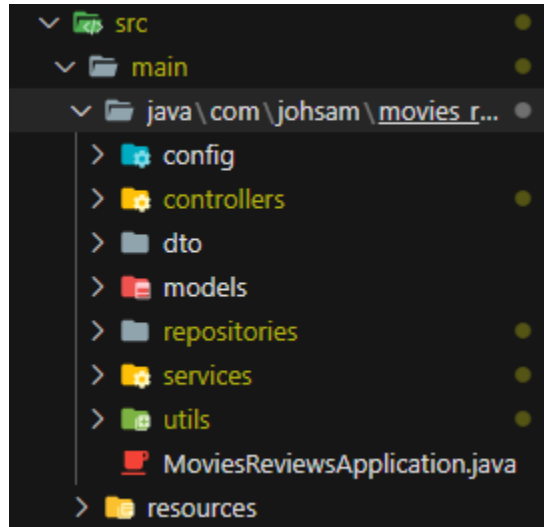 src
main
java\com\johsam\movies_r...
config
controllers
dto
models
repositories
services
utils
MoviesReviewsApplication.java
resources